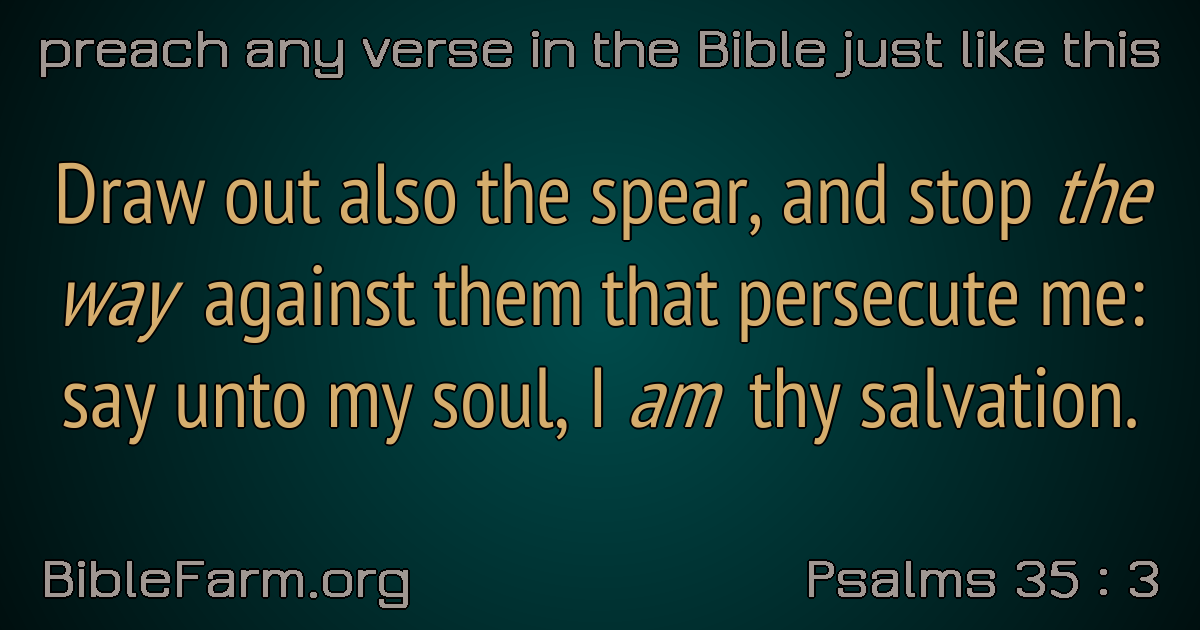 preach any verse in the Bible just like this
Draw out also the spear, and stop the
way against them that persecute me:
say unto my soul, I am thy salvation.
BibleFarm.org
Psalms 35 : 3